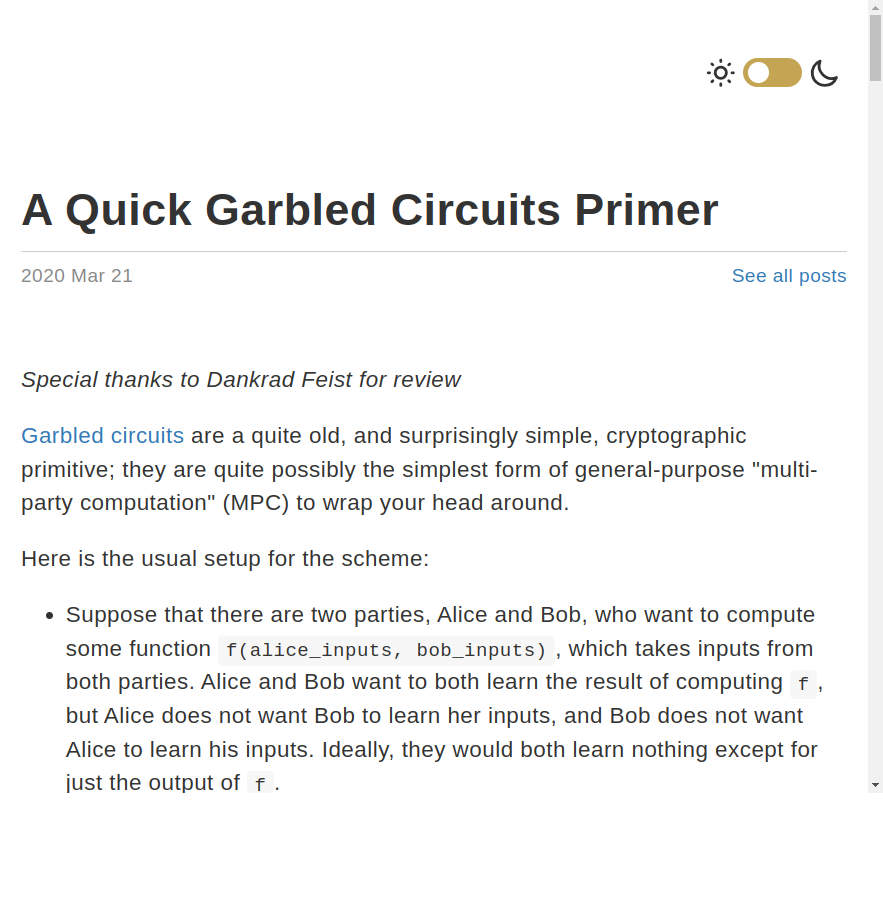 A Quick Garbled Circuits Primer
2020 Mar 21
See all posts
Special thanks to Dankrad Feist for review
Garbled circuits are a quite old, and surprisingly simple, cryptographic
primitive; they are quite possibly the simplest form of general-purpose "multi-
party computation" (MPC) to wrap your head around.
Here is the usual setup for the scheme:
• Suppose that there are two parties, Alice and Bob, who want to compute
some function f(alice_inputs, bob_inputs), which takes inputs from
both parties. Alice and Bob want to both learn the result of computing f,
but Alice does not want Bob to learn her inputs, and Bob does not want
Alice to learn his inputs. Ideally, they would both learn nothing except for
just the output of f.